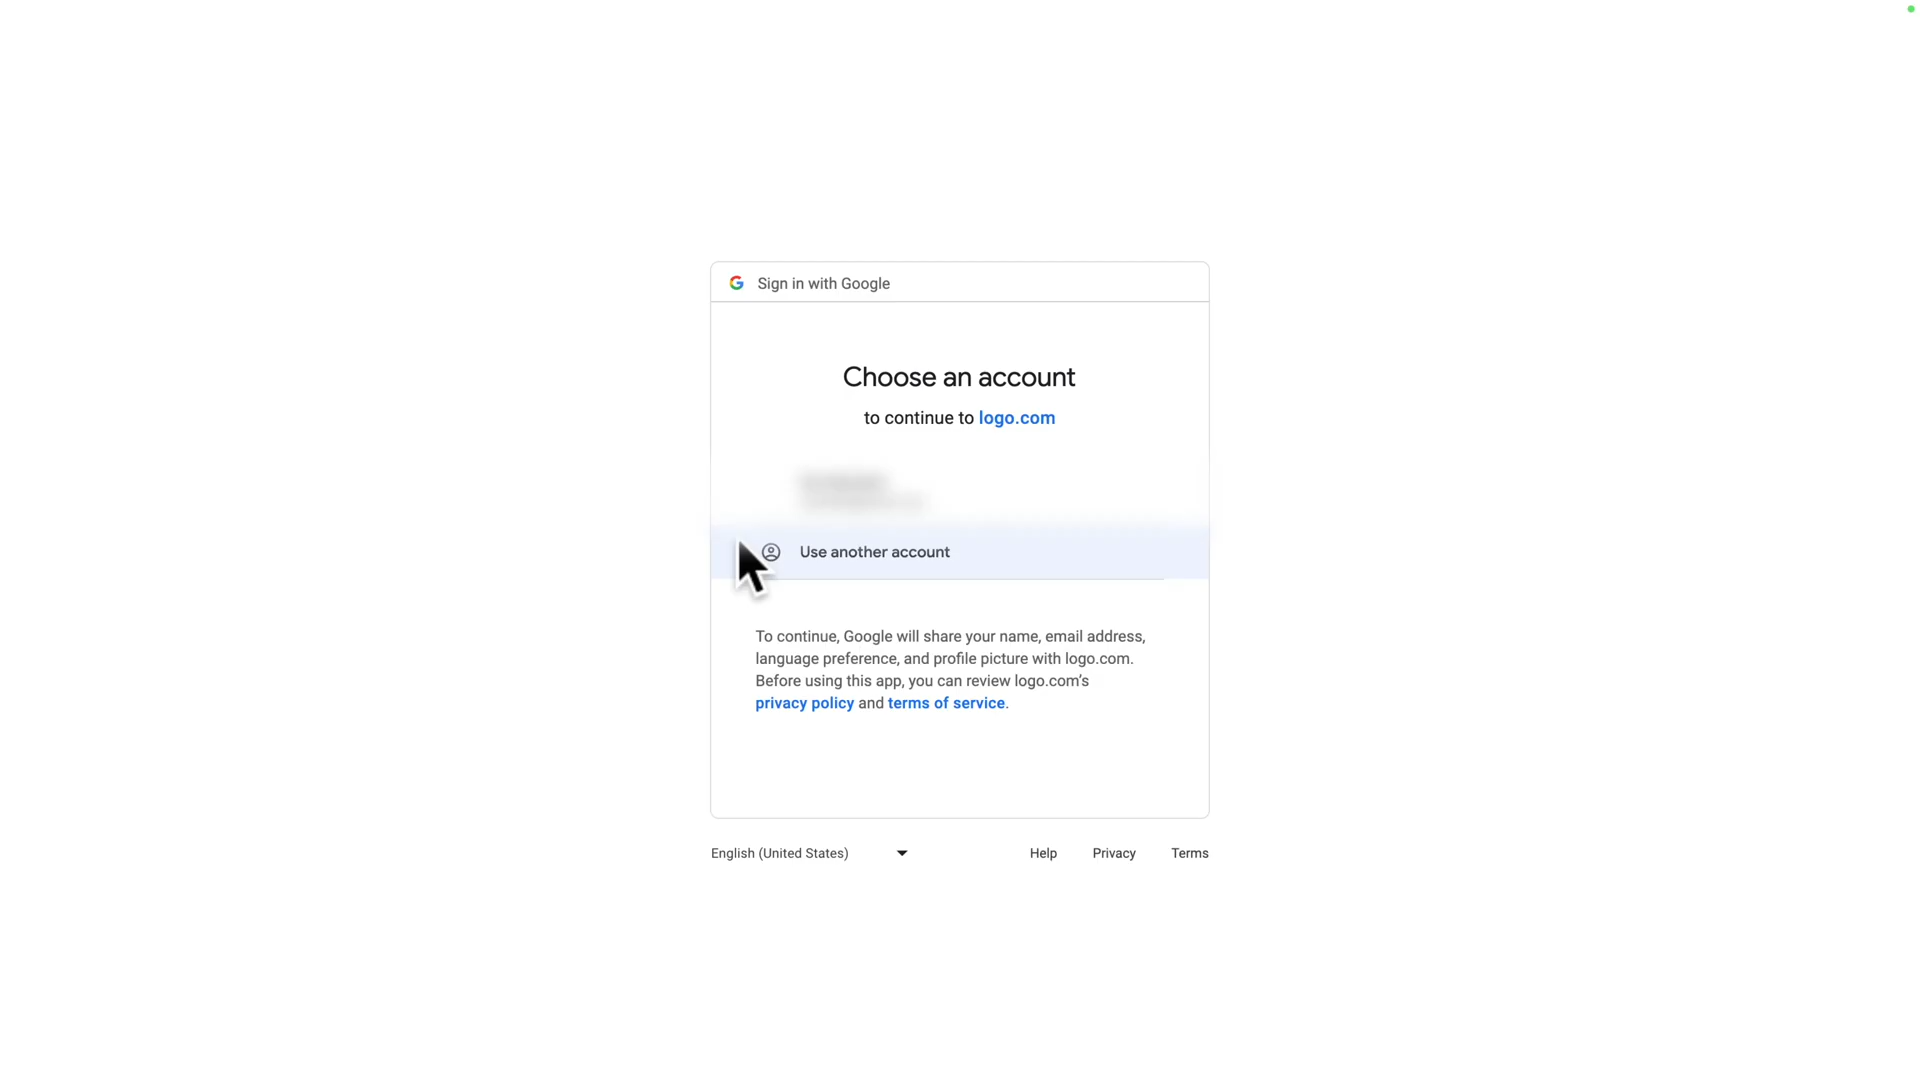 Sign in with Google
Choose an account
to continue to logo.com
Use another account
To continue, Google will share your name, email address,
language preference, and profile picture with logo.com.
Before using this app, you can review logo.com’s
privacy policy and terms of service.
English (United States)
Help
Privacy
Terms